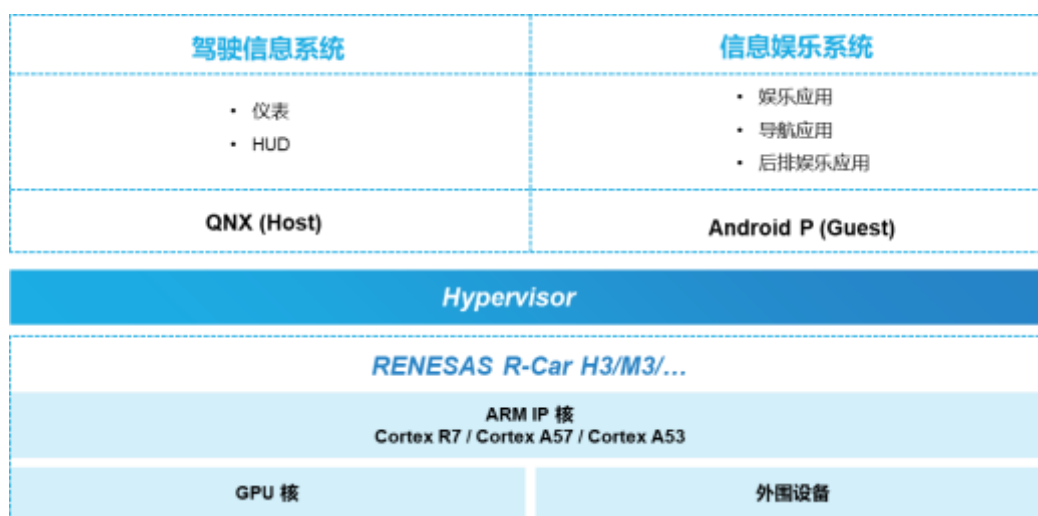 驾驶信息系统
信息娱乐系统
• 仪表
• HUD
• 娱乐应用
• 导航应用
• 后排娱乐应用
QNX (Host)
Android P (Guest)
Hypervisor
RENESAS R-Car H3/M3/…
ARM IP 核
Cortex R7 / Cortex A57 / Cortex A53
GPU 核
外围设备